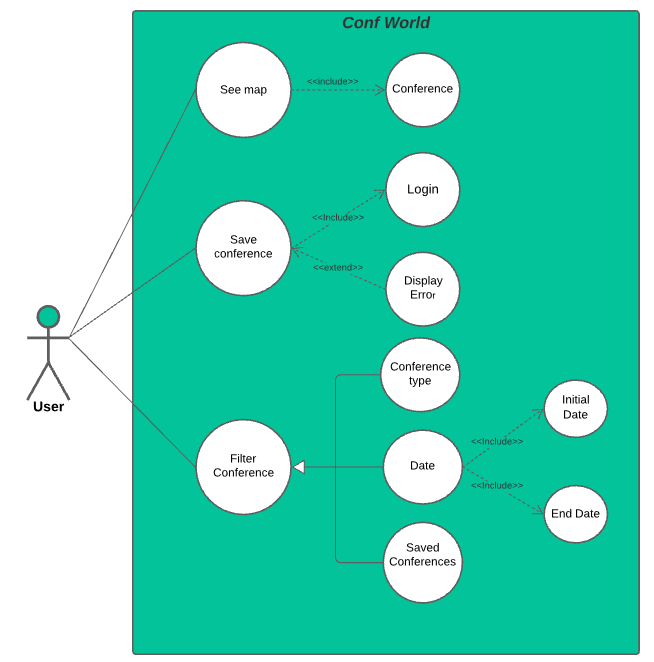 Conf World
See map
<<include>>
Conference
Login
<<Include>>
Save
conference
<<extend>>
Display
Error
Conference
type
Initial
Date
User
Filter
Conference
Date
<<Include>>
<<Include>>
End Date
Saved
Conferences